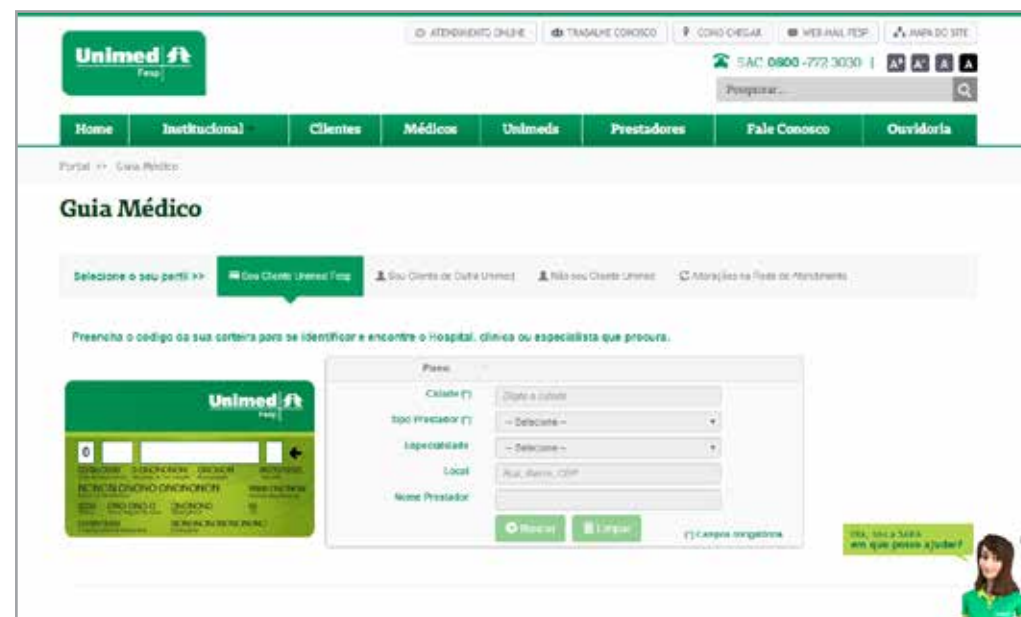 ATENDIMENTO ONLINE TRABALHE CONOSCO COMO CHEGAR WEB MAIL FESP MAPA DO SITE
Unimed Fesp
SAC 0800-772 3030 | A A A A
Pesquisar...
Home Institucional Clientes Médicos Unimeds Prestadores Fale Conosco Ouvidoria
Portal >> Guia Médico
Guia Médico
Selecione o seu perfil >> Sou Cliente Unimed Fesp Sou Cliente de Outra Unimed Não sou Cliente Unimed Alterações na Rede de Atendimento
Preencha o código da sua carteira para se identificar e encontre o Hospital, clínica ou especialista que procura.
Plano
Cidade (*) Digite a cidade
Tipo Prestador (*) -- Selecione --
Especialidade -- Selecione --
Local Rua, Bairro, CEP
Nome Prestador
Buscar Limpar (*) Campos obrigatórios
Unimed Fesp
0
em que posso ajudar?